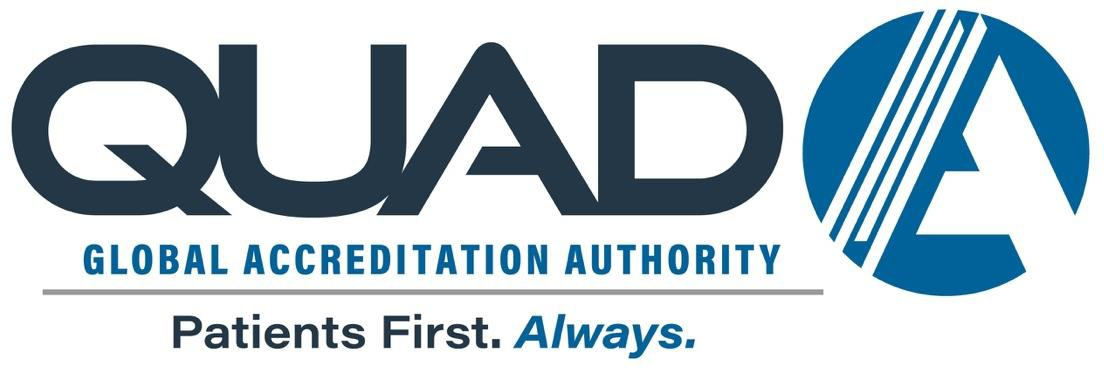 QUAD A
GLOBAL ACCREDITATION AUTHORITY
Patients First. Always.